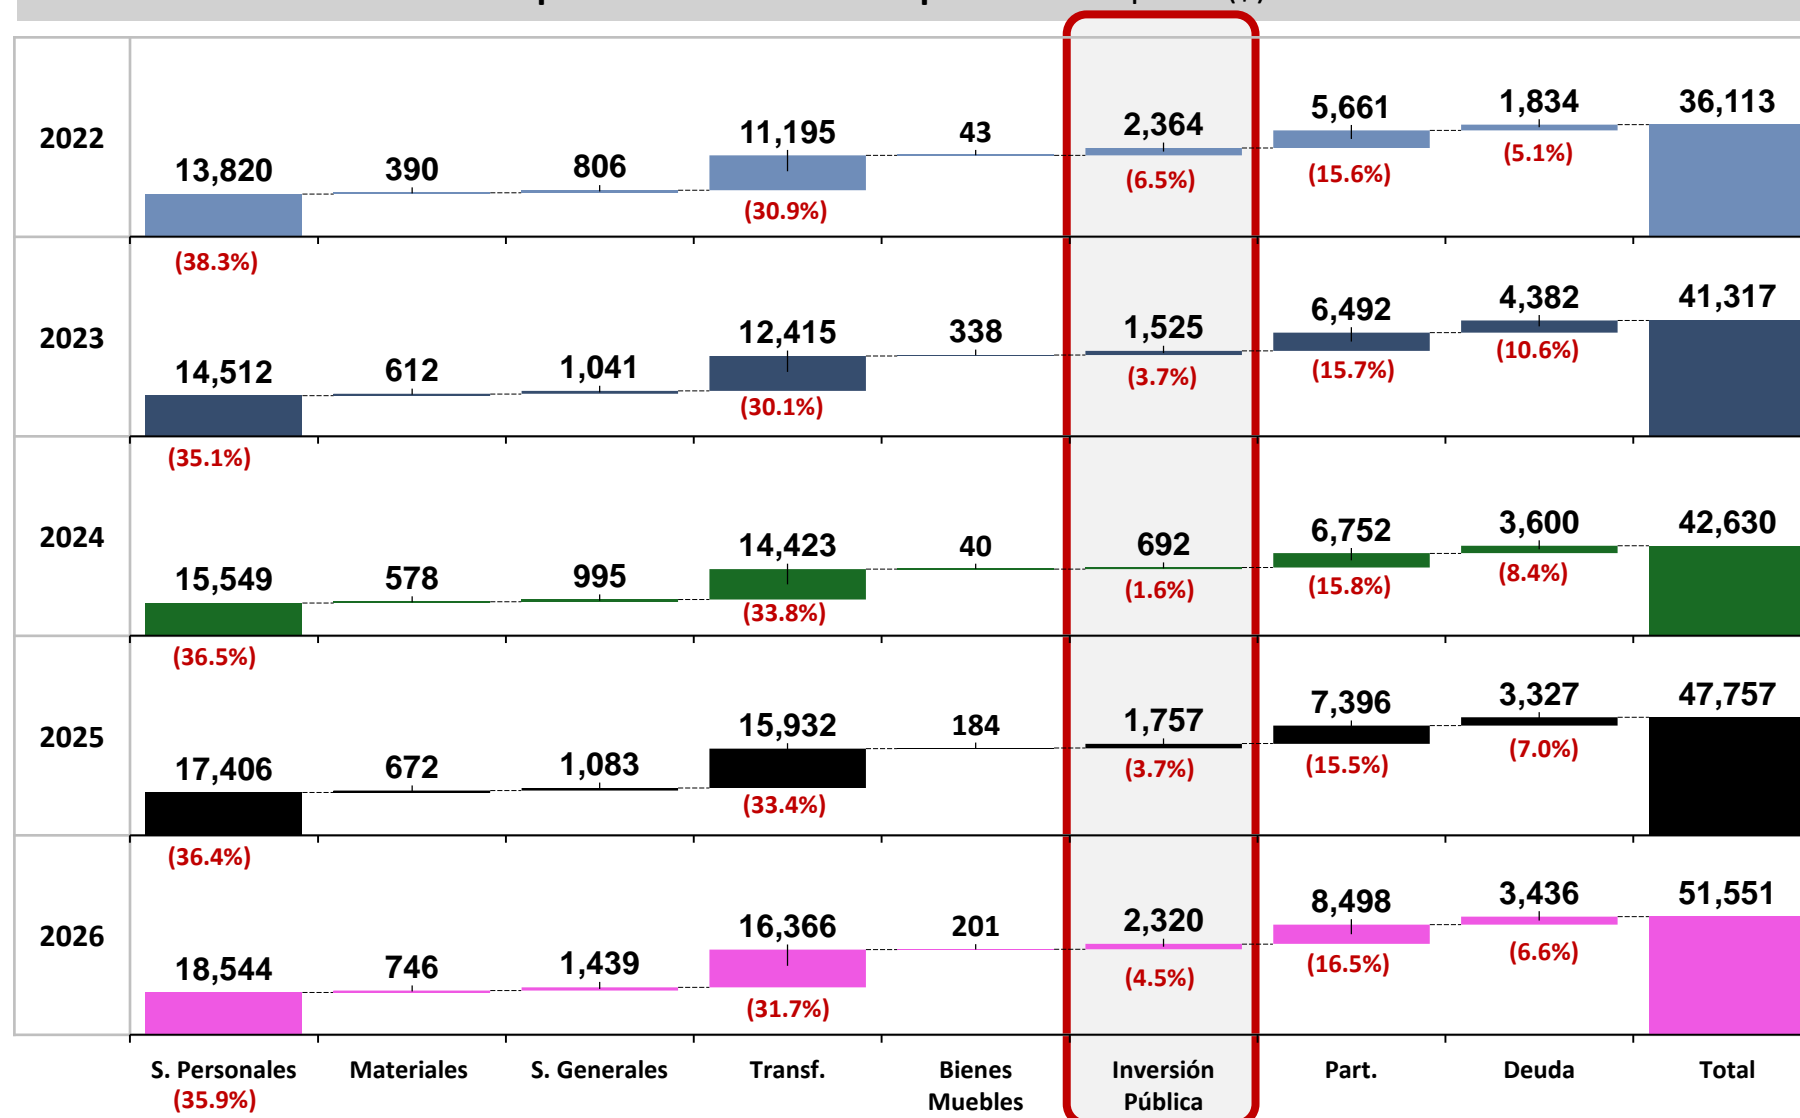 2022
13,820 390 806 11,195 43 2,364 5,661 1,834 36,113
(38.3%) (30.9%) (6.5%) (15.6%) (5.1%)
2023
14,512 612 1,041 12,415 338 1,525 6,492 4,382 41,317
(35.1%) (30.1%) (3.7%) (15.7%) (10.6%)
2024
15,549 578 995 14,423 40 692 6,752 3,600 42,630
(36.5%) (33.8%) (1.6%) (15.8%) (8.4%)
2025
17,406 672 1,083 15,932 184 1,757 7,396 3,327 47,757
(36.4%) (33.4%) (3.7%) (15.5%) (7.0%)
2026
18,544 746 1,439 16,366 201 2,320 8,498 3,436 51,551
(31.7%) (4.5%) (16.5%) (6.6%)
S. Personales Materiales S. Generales Transf. Bienes Inversión Part. Deuda Total
(35.9%) Muebles Pública